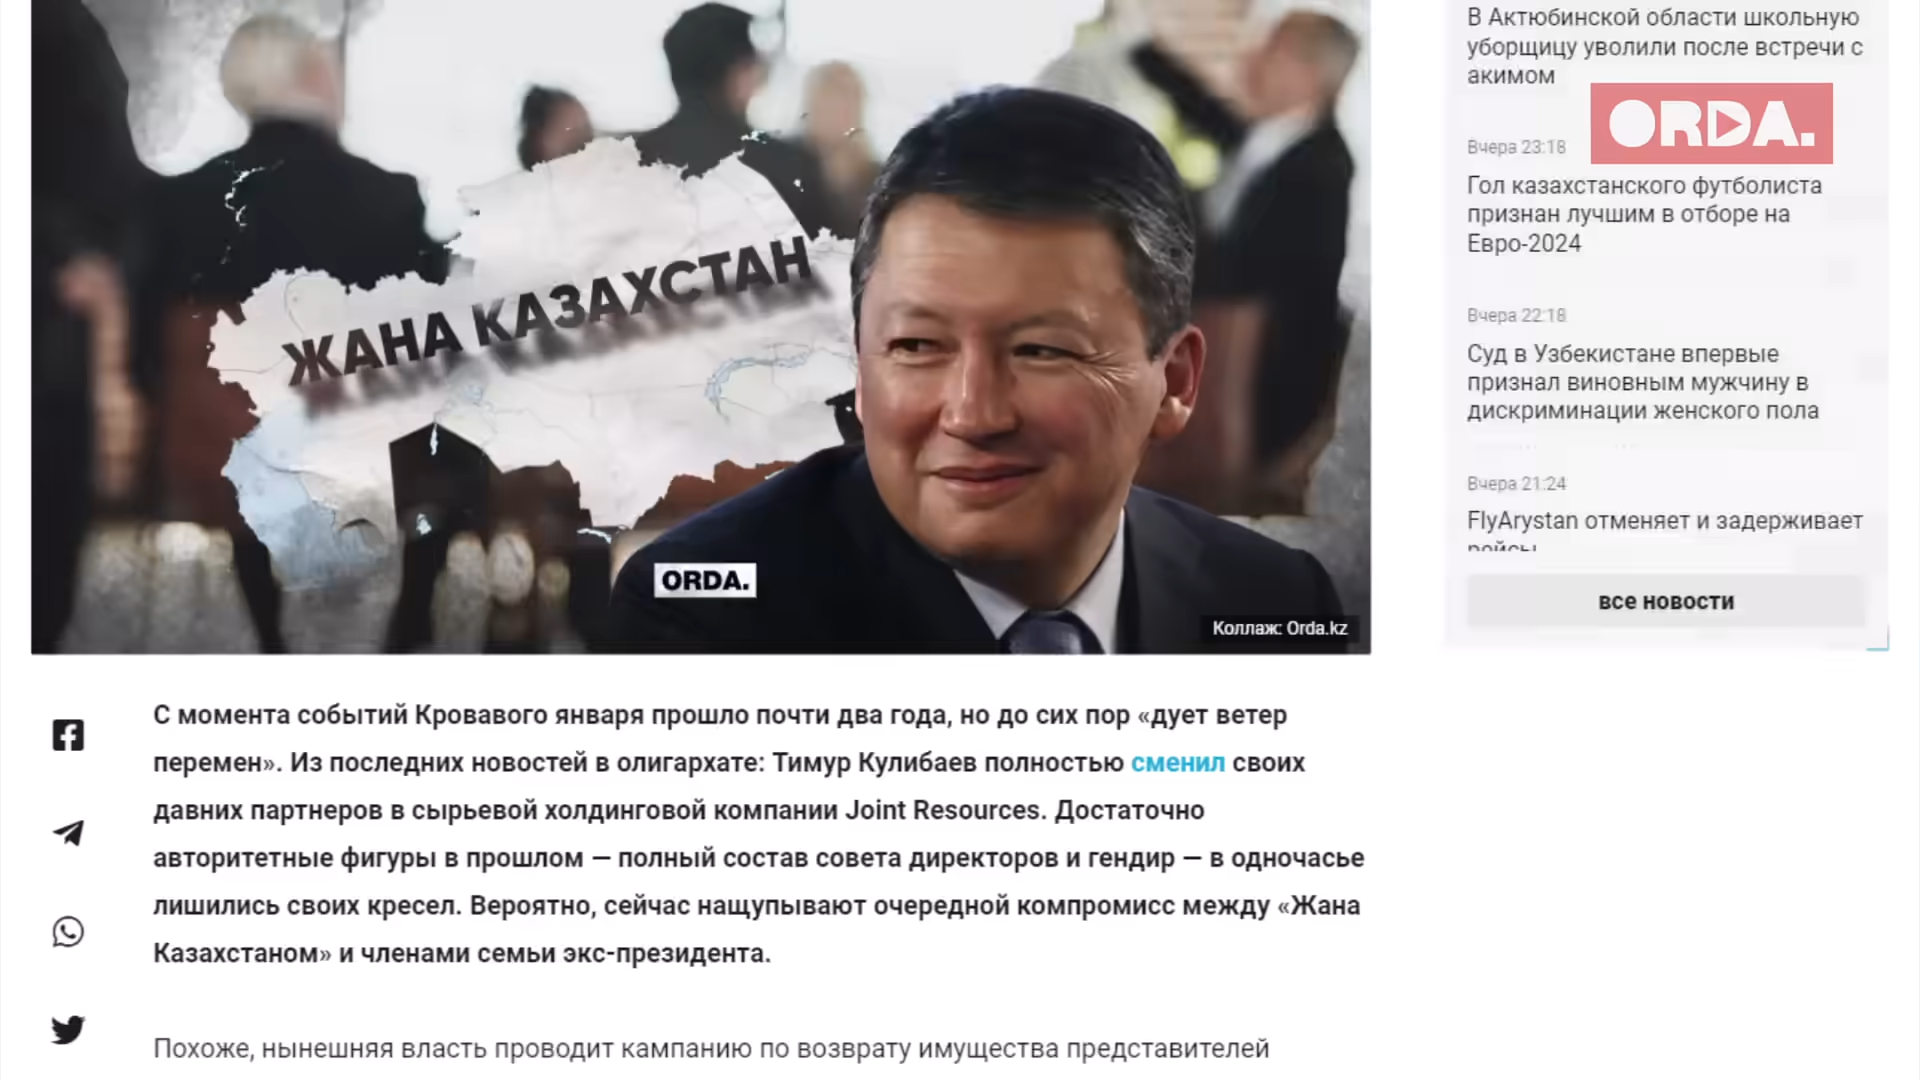 ЖАНА КАЗАХСТАН
ORDA.
Коллаж: Orda.kz
С момента событий Кровавого января прошло почти два года, но до сих пор «дует ветер
перемен». Из последних новостей в олигархате: Тимур Кулибаев полностью сменил своих
давних партнеров в сырьевой холдинговой компании Joint Resources. Достаточно
авторитетные фигуры в прошлом — полный состав совета директоров и гендир — в одночасье
лишились своих кресел. Вероятно, сейчас нащупывают очередной компромисс между «Жана
Казахстаном» и членами семьи экс-президента.
Похоже, нынешняя власть проводит кампанию по возврату имущества представителей
В Актюбинской области школьную
уборщицу уволили после встречи с
акимом
ORDA.
Вчера 23:18
Гол казахстанского футболиста
признан лучшим в отборе на
Евро-2024
Вчера 22:18
Суд в Узбекистане впервые
признал виновным мужчину в
дискриминации женского пола
Вчера 21:24
FlyArystan отменяет и задерживает
рейсы
все новости